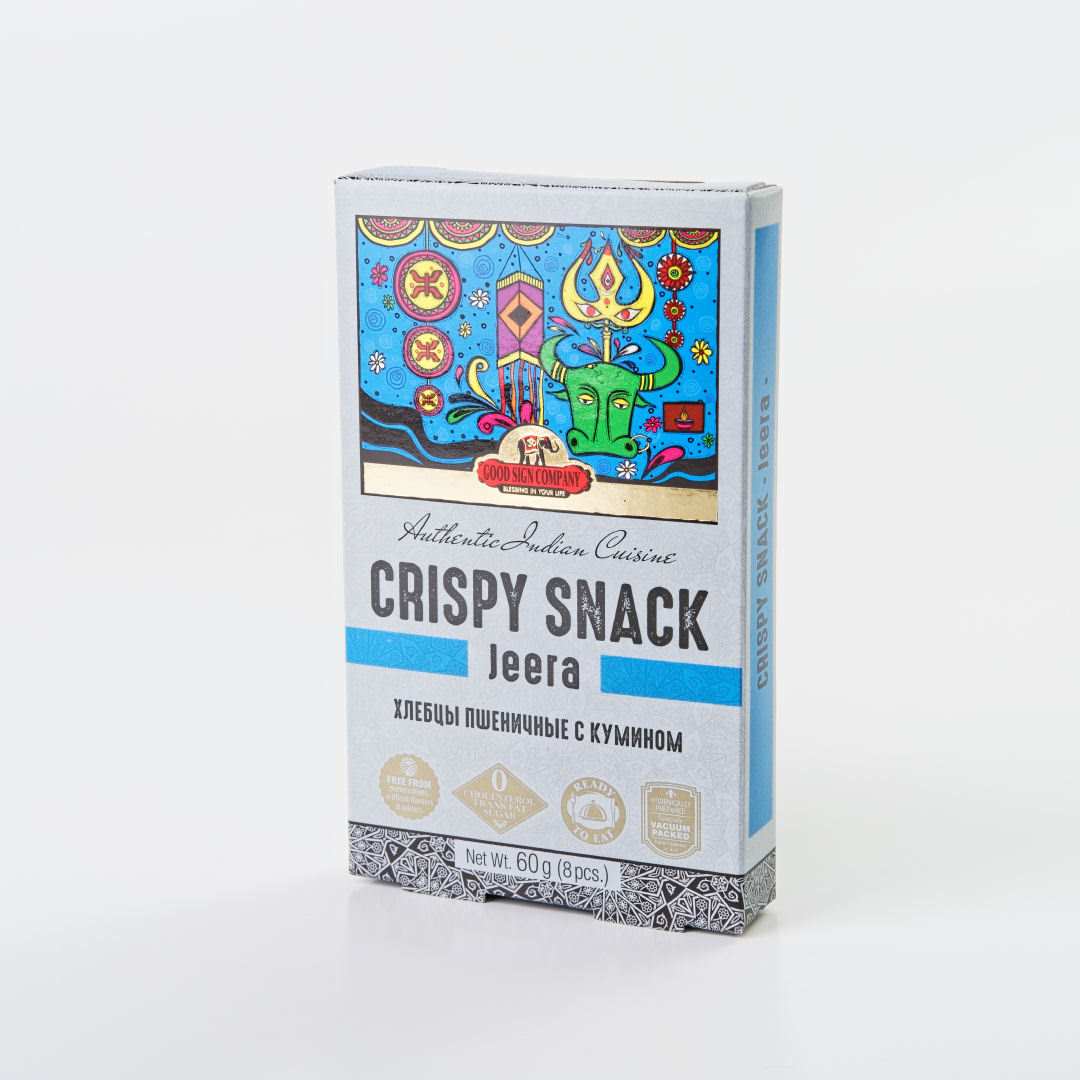 GOOD SIGN COMPANY
BLESSING IN YOUR LIFE
Authentic Indian Cuisine
CRISPY SNACK
Jeera
ХЛЕБЦЫ ПШЕНИЧНЫЕ С КУМИНОМ
FREE FROM
0
CHOLESTEROL
TRANS FAT
SUGAR
READY
TO EAT
VACUUM
PACKED
Net Wt. 60 g (8 pcs.)
CRISPY SNACK - Jeera -